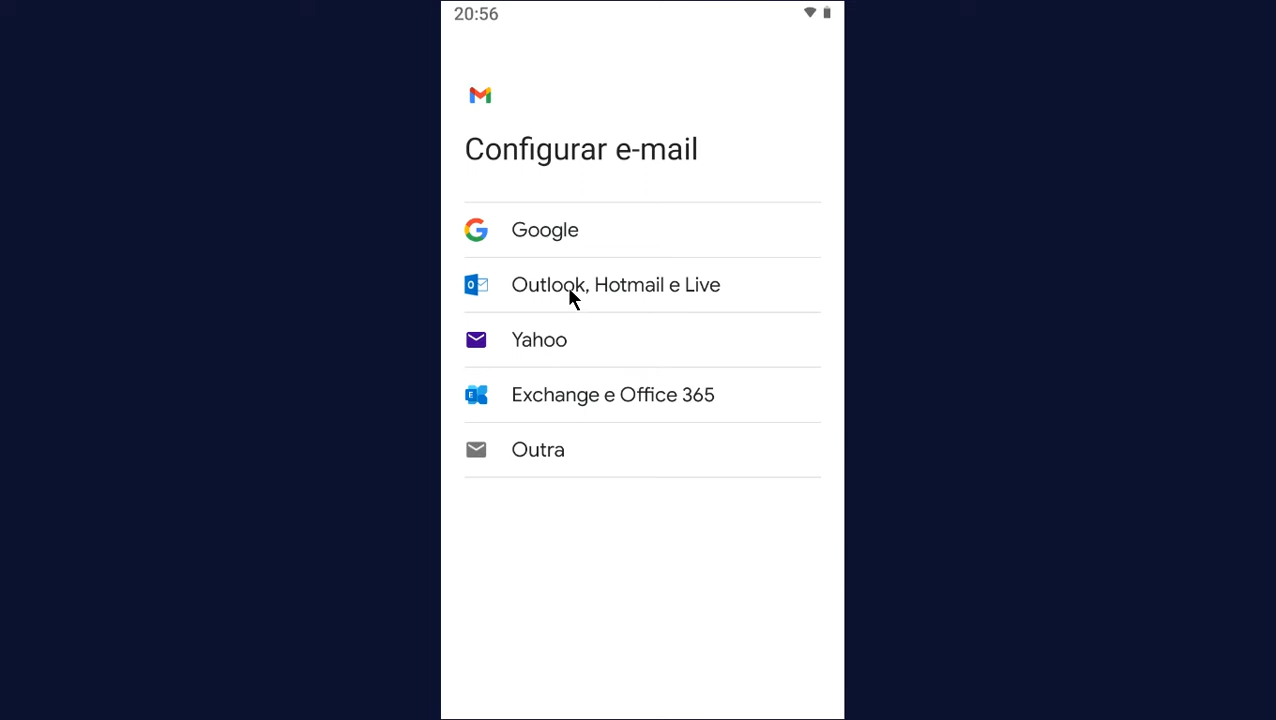 20:56
Configurar e-mail
Google
Outlook, Hotmail e Live
Yahoo
Exchange e Office 365
Outra